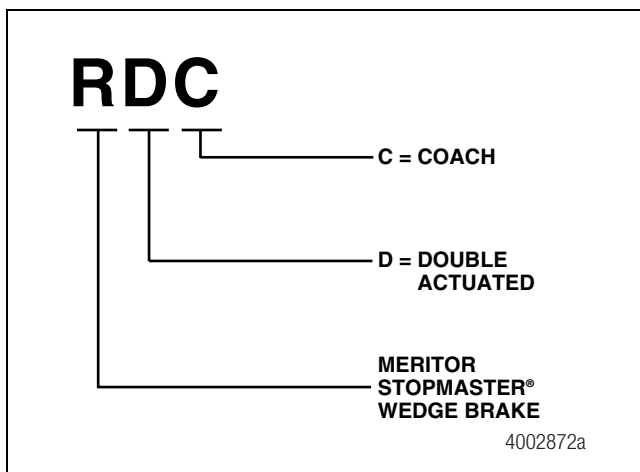 RDC
C = COACH
D = DOUBLE
ACTUATED
MERITOR
STOPMASTER®
WEDGE BRAKE
4002872a